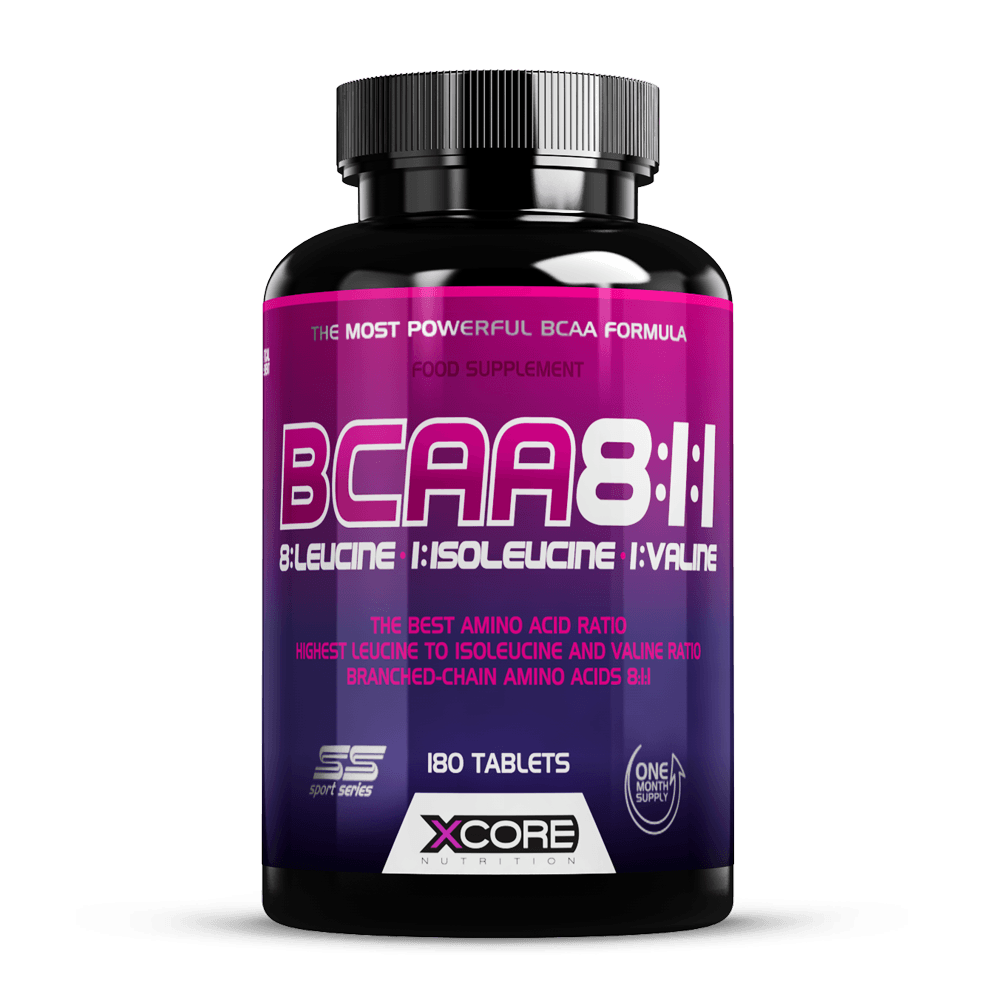 THE MOST POWERFUL BCAA FORMULA
FOOD SUPPLEMENT
BCAA8:1:1
8:LEUCINE · 1:ISOLEUCINE · 1:VALINE
THE BEST AMINO ACID RATIO
HIGHEST LEUCINE TO ISOLEUCINE AND VALINE RATIO
BRANCHED-CHAIN AMINO ACIDS 8:1:1
SS
sport series
180 TABLETS
ONE
MONTH
SUPPLY
XCORE
NUTRITION